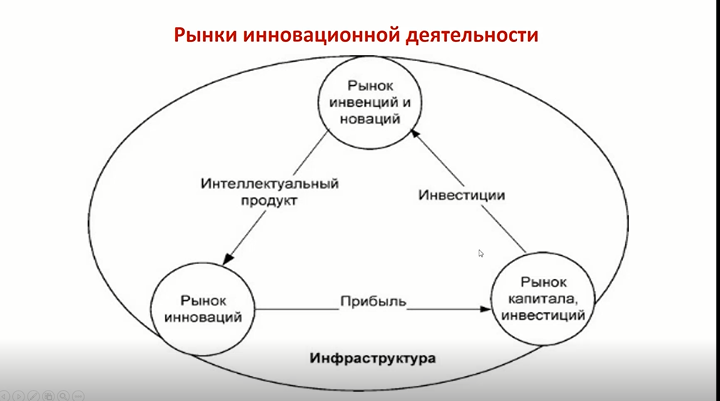 Рынки инновационной деятельности
Рынок
инвенций и
новаций
Интеллектуальный
продукт
Инвестиции
Рынок
инноваций
Прибыль
Рынок
капитала,
инвестиций
Инфраструктура